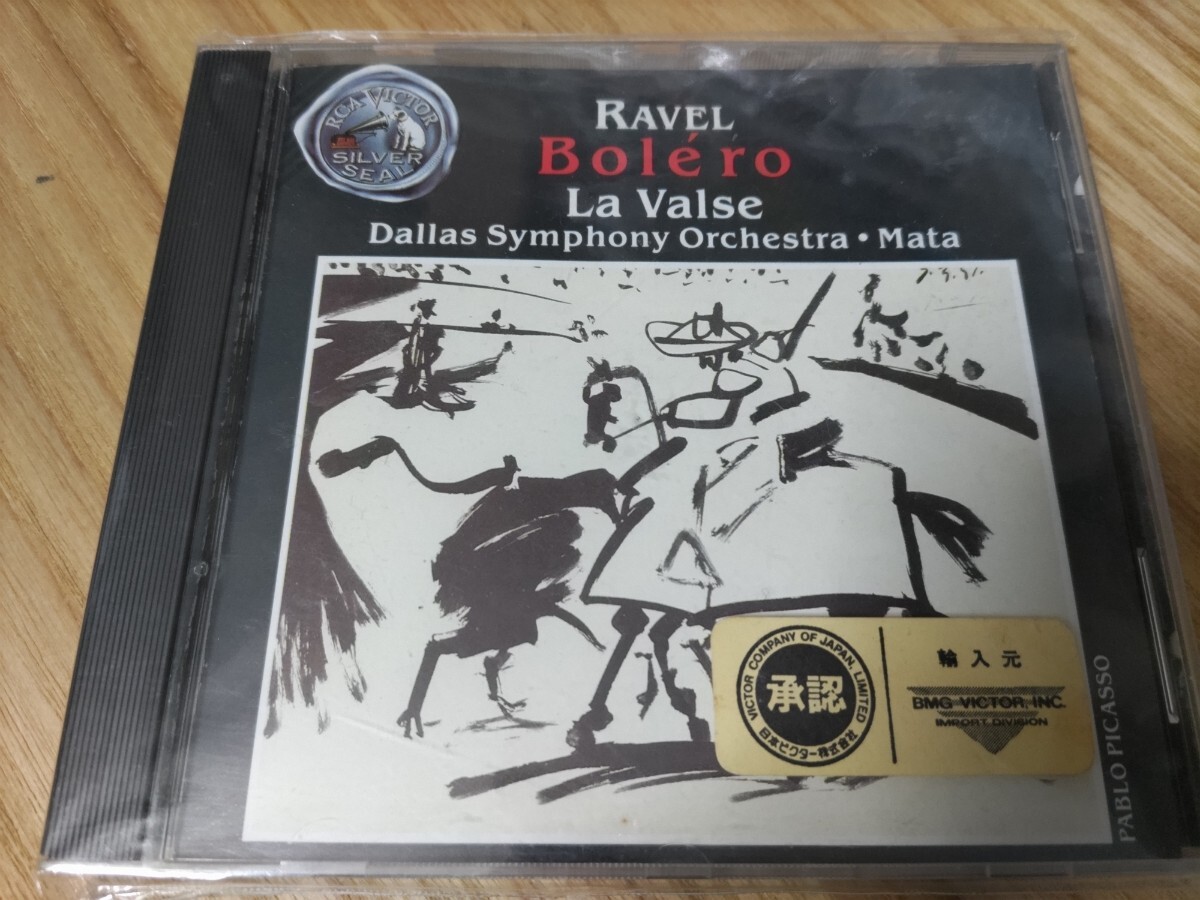 RCA VICTOR
SILVER
SEAL
RAVEL
Boléro
La Valse
Dallas Symphony Orchestra • Mata
VICTOR COMPANY OF JAPAN, LIMITED
承認
日本ビクター株式会社
輸入元
BMG VICTOR, INC.
IMPORT DIVISION
PABLO PICASSO